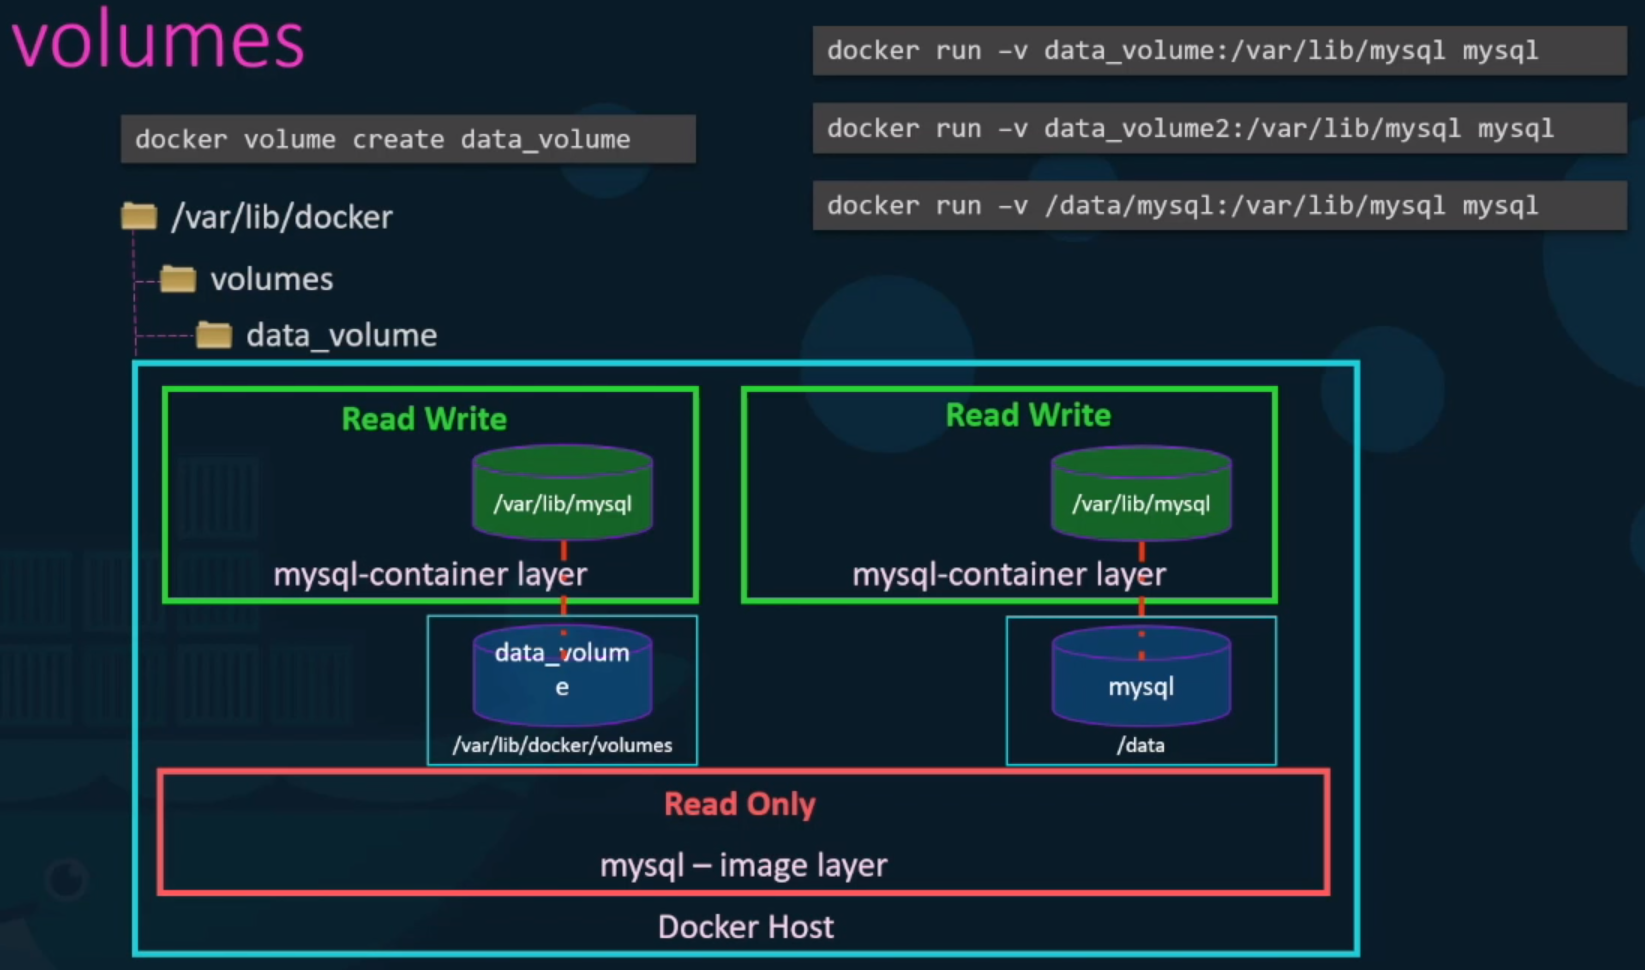 volumes
docker volume create data_volume
/var/lib/docker
volumes
data_volume
docker run –v data_volume:/var/lib/mysql mysql
docker run –v data_volume2:/var/lib/mysql mysql
docker run –v /data/mysql:/var/lib/mysql mysql
Read Write
/var/lib/mysql
mysql-container layer
data_volum
e
/var/lib/docker/volumes
Read Write
/var/lib/mysql
mysql-container layer
mysql
/data
Read Only
mysql – image layer
Docker Host